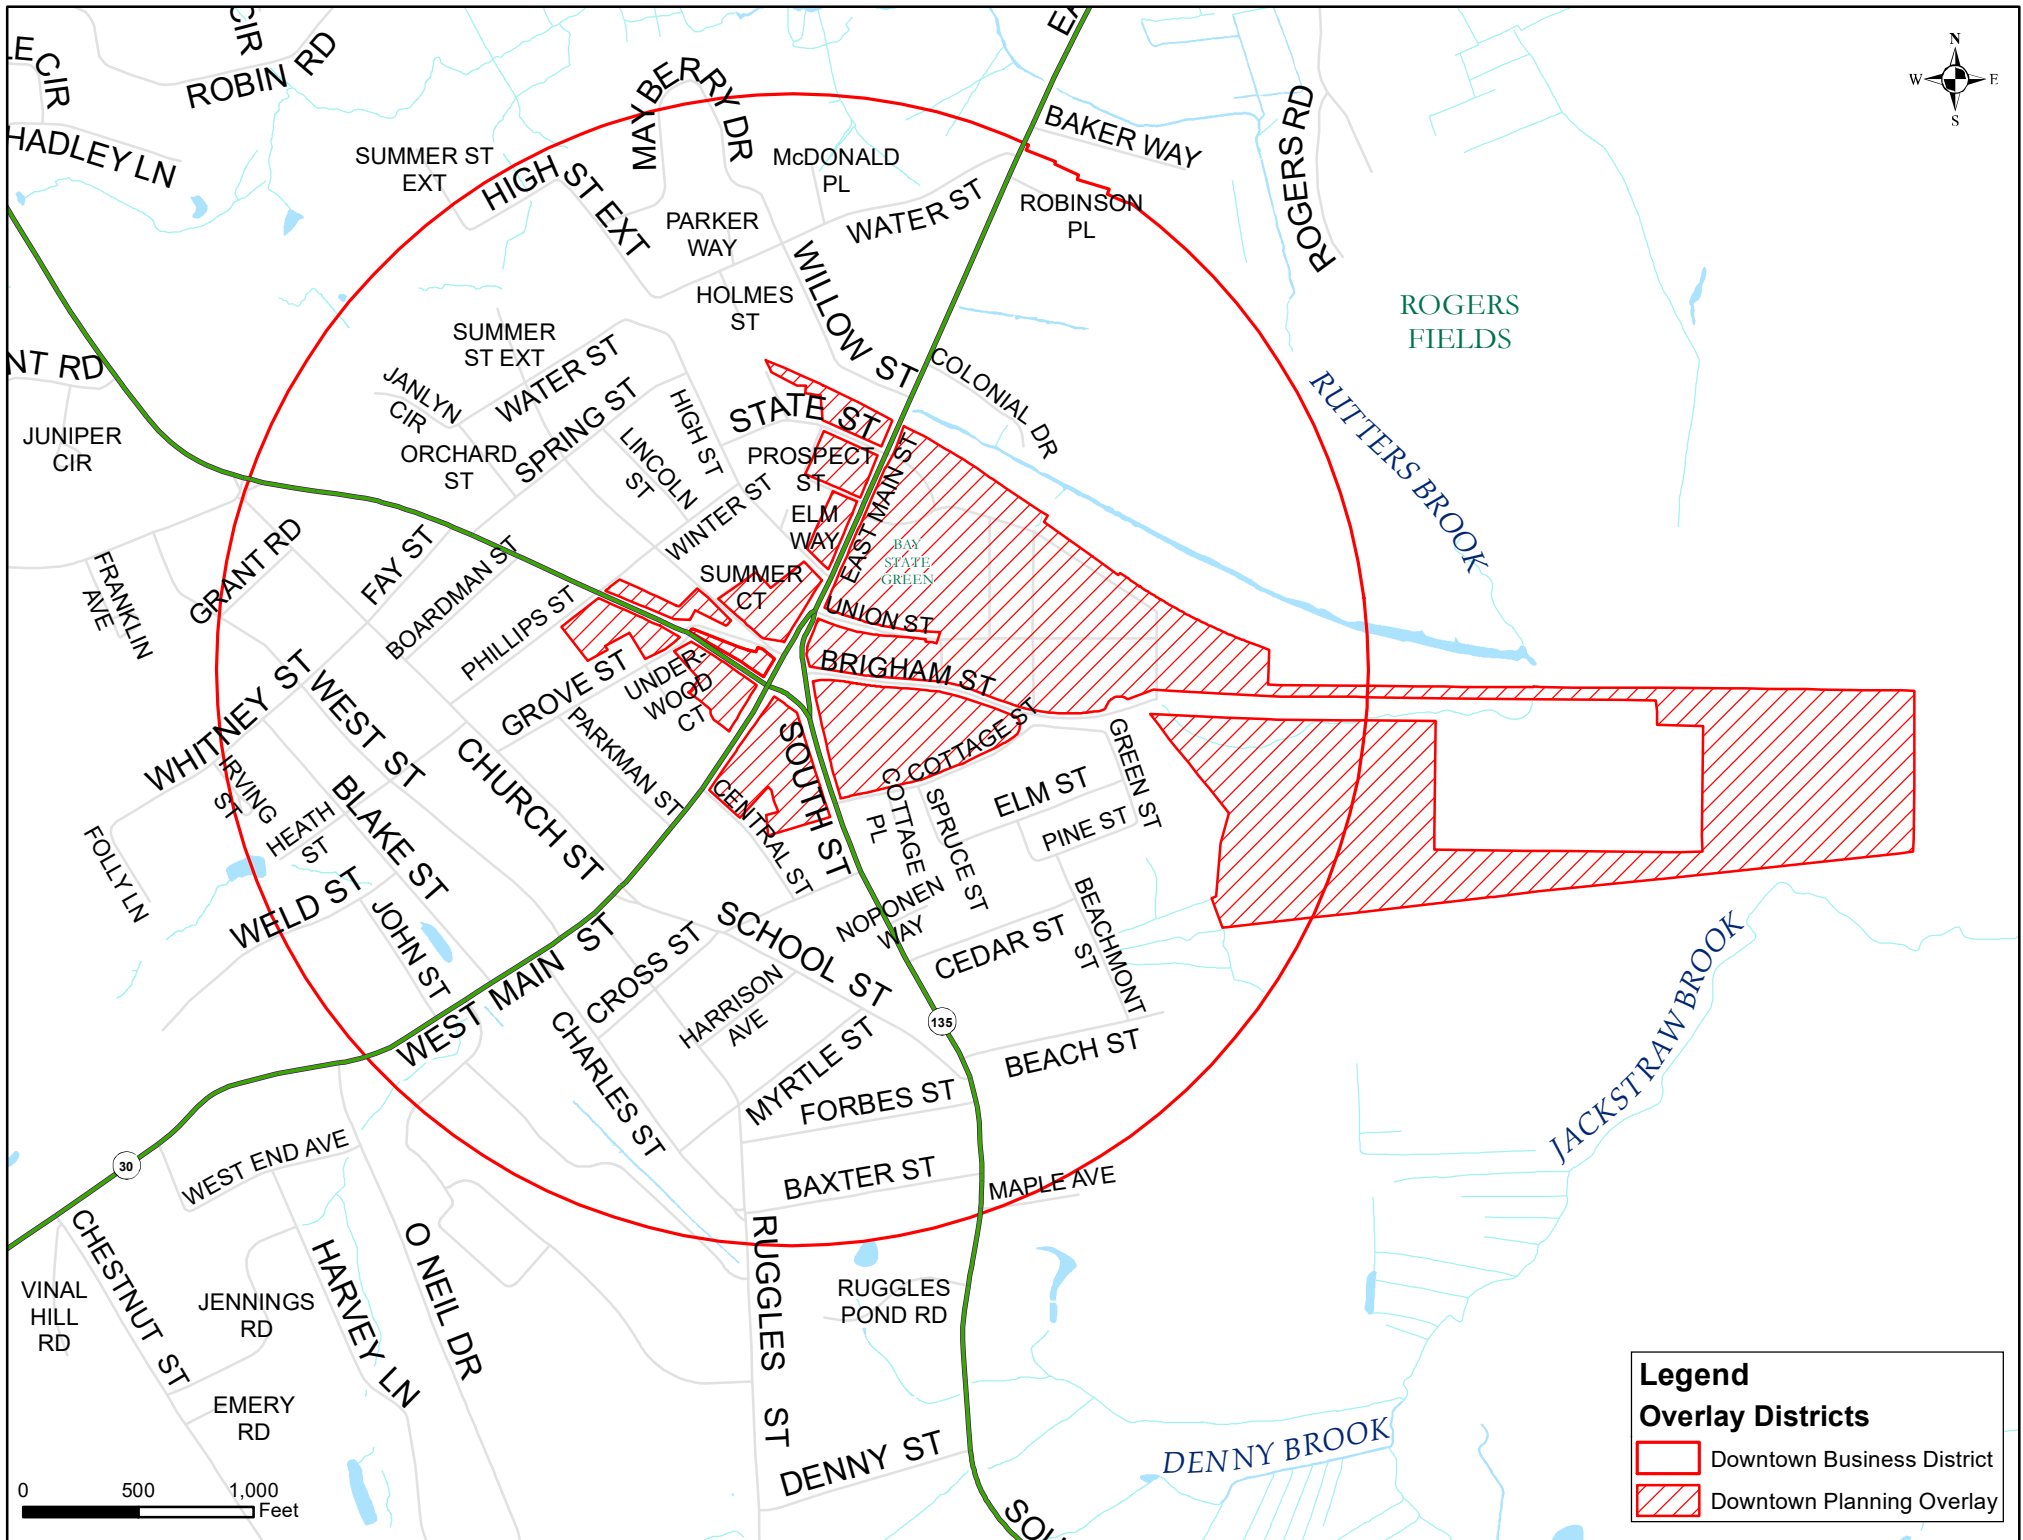 LE CIR
CIR
ROBIN RD
HADLEY LN
SUMMER ST
EXT
HIGH ST EXT
MAYBERRY DR
McDONALD
PL
PARKER
WAY
WATER ST
BAKER WAY
ROBINSON
PL
ROGERS RD
N
W E
S
HOLMES
ST
WILLOW ST
ROGERS
FIELDS
NT RD
JUNIPER
CIR
SUMMER
ST EXT
JANLYN
CIR
WATER ST
ORCHARD
ST
SPRING ST
LINCOLN
ST
HIGH ST
STATE ST
COLONIAL DR
RUTTERS BROOK
PROSPECT
ST
WINTER ST
ELM
WAY
EAST MAIN ST
BAY
STATE
GREEN
SUMMER
CT
UNION ST
FRANKLIN
AVE
GRANT RD
FAY ST
BOARDMAN ST
PHILLIPS ST
GROVE ST
UNDER-
WOOD
CT
BRIGHAM ST
WHITNEY ST
WEST ST
IRVING
ST
HEATH
ST
BLAKE ST
CHURCH ST
PARKMAN ST
CENTRAL ST
SOUTH ST
COTTAGE ST
COTTAGE
PL
SPRUCE ST
ELM ST
GREEN ST
PINE ST
FOLLY LN
WELD ST
JOHN ST
WEST MAIN ST
CROSS ST
SCHOOL ST
NOPONEN
WAY
CEDAR ST
BEACHMONT
ST
HARRISON
AVE
CHARLES ST
MYRTLE ST
135
BEACH ST
FORBES ST
BAXTER ST
MAPLE AVE
JACKSTRAW BROOK
30
WEST END AVE
CHESTNUT ST
VINAL
HILL
RD
JENNINGS
RD
HARVEY LN
O NEIL DR
RUGGLES ST
RUGGLES
POND RD
EMERY
RD
DENNY ST
DENNY BROOK
0 500 1,000
Feet
Legend
Overlay Districts
Downtown Business District
Downtown Planning Overlay